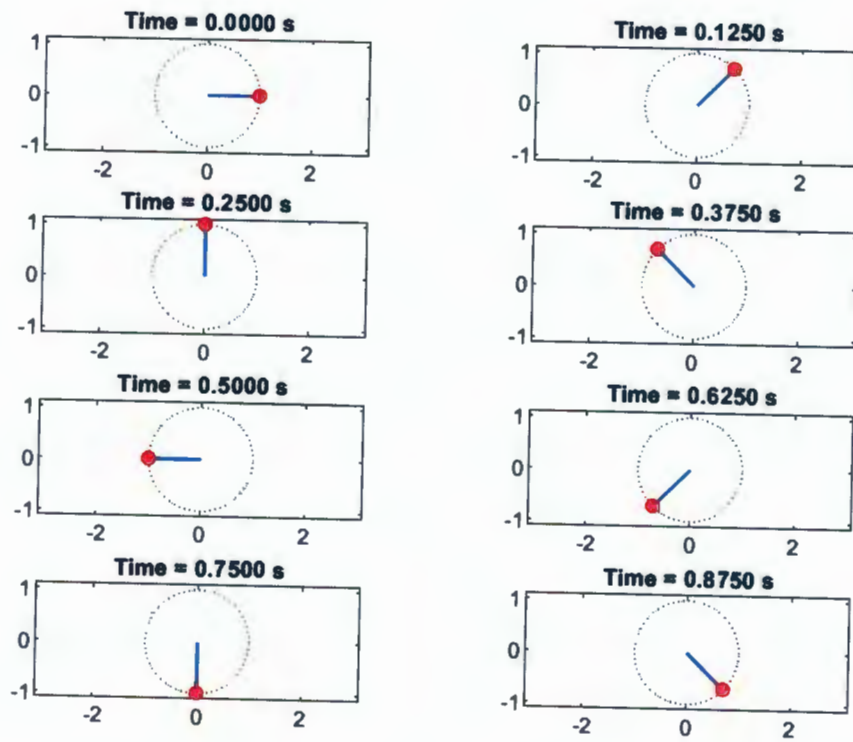 Time = 0.0000 s
1
0
-1
-2 0 2
Time = 0.1250 s
1
0
-1
-2 0 2
Time = 0.2500 s
1
0
-1
-2 0 2
Time = 0.3750 s
1
0
-1
-2 0 2
Time = 0.5000 s
1
0
-1
-2 0 2
Time = 0.6250 s
1
0
-1
-2 0 2
Time = 0.7500 s
1
0
-1
-2 0 2
Time = 0.8750 s
1
0
-1
-2 0 2